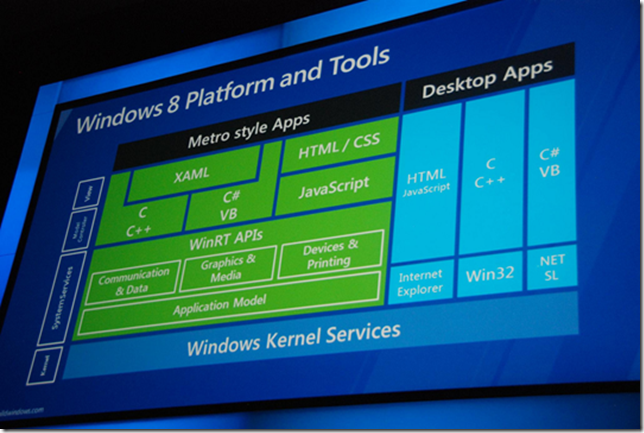 Windows 8 Platform and Tools
Metro style Apps
Desktop Apps
View
Model
Controller
System Services
Kernel
XAML
HTML / CSS
C
C++
C#
VB
JavaScript
WinRT APIs
Communication
& Data
Graphics &
Media
Devices &
Printing
Application Model
HTML
JavaScript
C
C++
C#
VB
Internet
Explorer
Win32
.NET
SL
Windows Kernel Services